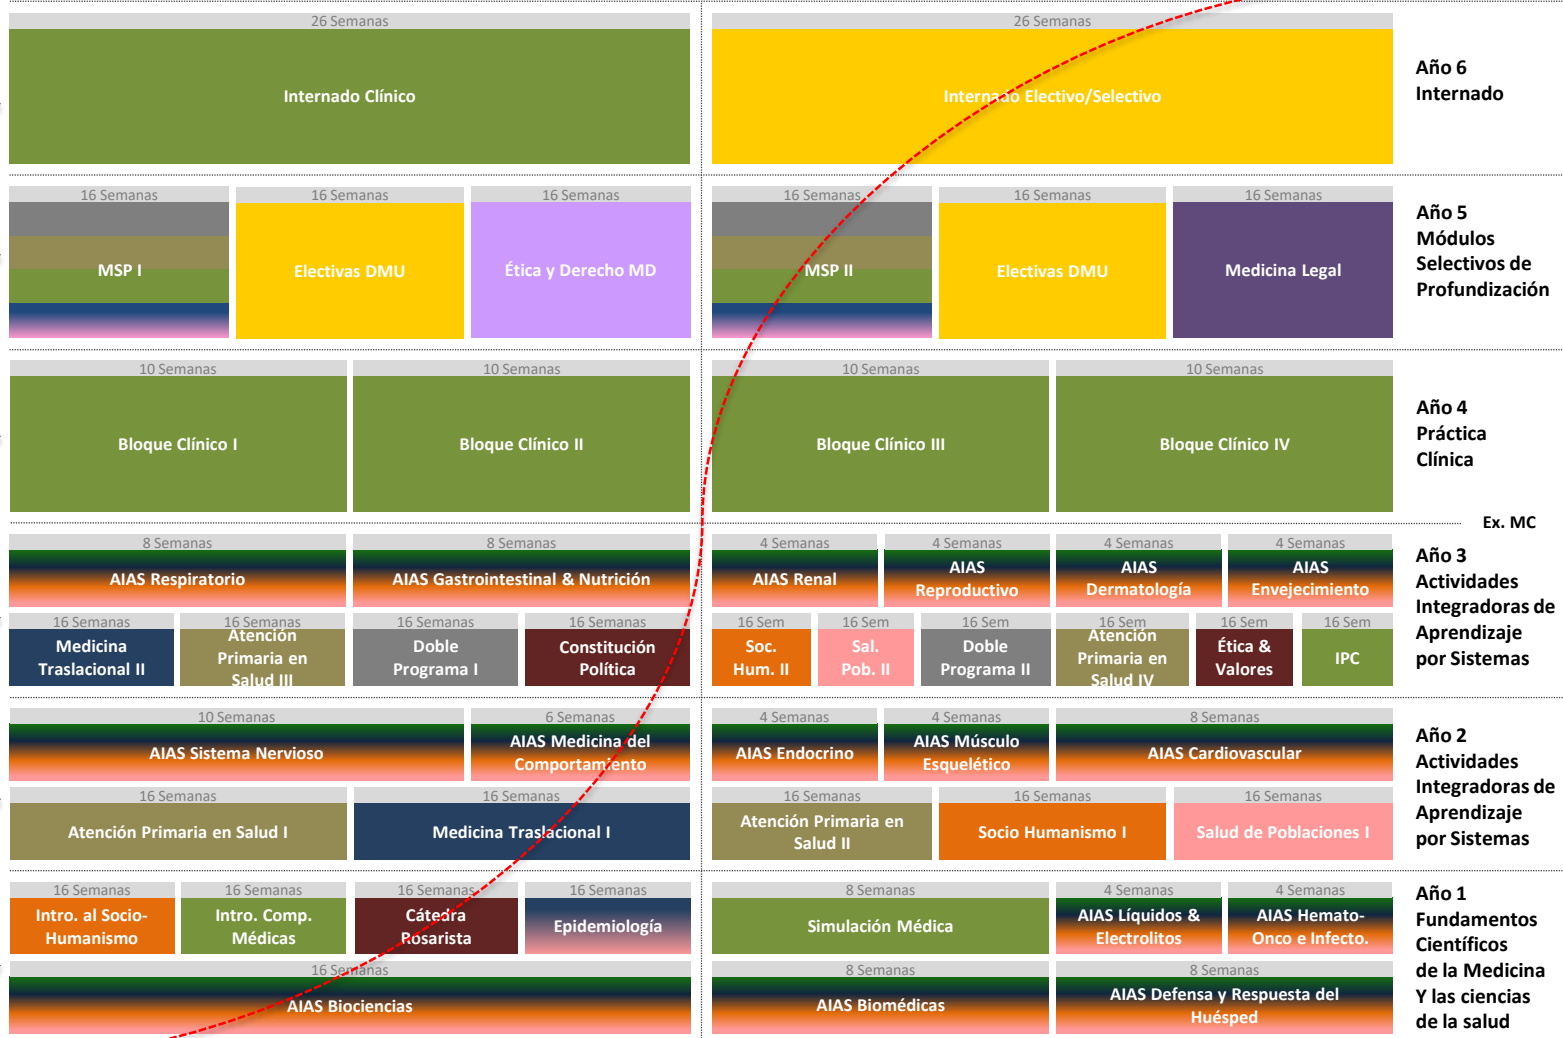 26 Semanas
26 Semanas
Internado Clínico
Internado Electivo/Selectivo
Año 6
Internado
16 Semanas
16 Semanas
16 Semanas
16 Semanas
16 Semanas
16 Semanas
MSP I
Electivas DMU
Ética y Derecho MD
MSP II
Electivas DMU
Medicina Legal
Año 5
Módulos
Selectivos de
Profundización
10 Semanas
10 Semanas
10 Semanas
10 Semanas
Bloque Clínico I
Bloque Clínico II
Bloque Clínico III
Bloque Clínico IV
Año 4
Práctica
Clínica
Ex. MC
8 Semanas
8 Semanas
4 Semanas
4 Semanas
4 Semanas
4 Semanas
AIAS Respiratorio
AIAS Gastrointestinal & Nutrición
AIAS Renal
AIAS
Reproductivo
AIAS
Dermatología
AIAS
Envejecimiento
16 Semanas
16 Semanas
16 Semanas
16 Semanas
16 Sem
16 Sem
16 Sem
16 Sem
16 Sem
16 Sem
Medicina
Traslacional II
Atención
Primaria en
Salud III
Doble
Programa I
Constitución
Política
Soc.
Hum. II
Sal.
Pob. II
Doble
Programa II
Atención
Primaria en
Salud IV
Ética &
Valores
IPC
Año 3
Actividades
Integradoras de
Aprendizaje
por Sistemas
10 Semanas
6 Semanas
4 Semanas
4 Semanas
8 Semanas
AIAS Sistema Nervioso
AIAS Medicina del
Comportamiento
AIAS Endocrino
AIAS Músculo
Esquelético
AIAS Cardiovascular
16 Semanas
16 Semanas
16 Semanas
16 Semanas
16 Semanas
Atención Primaria en Salud I
Medicina Traslacional I
Atención Primaria en
Salud II
Socio Humanismo I
Salud de Poblaciones I
Año 2
Actividades
Integradoras de
Aprendizaje
por Sistemas
16 Semanas
16 Semanas
16 Semanas
16 Semanas
8 Semanas
4 Semanas
4 Semanas
Intro. al Socio-
Humanismo
Intro. Comp.
Médicas
Cátedra
Rosarista
Epidemiología
Simulación Médica
AIAS Líquidos &
Electrolitos
AIAS Hemato-
Onco e Infecto.
16 Semanas
8 Semanas
8 Semanas
AIAS Biociencias
AIAS Biomédicas
AIAS Defensa y Respuesta del
Huésped
Año 1
Fundamentos
Científicos
de la Medicina
Y las ciencias
de la salud